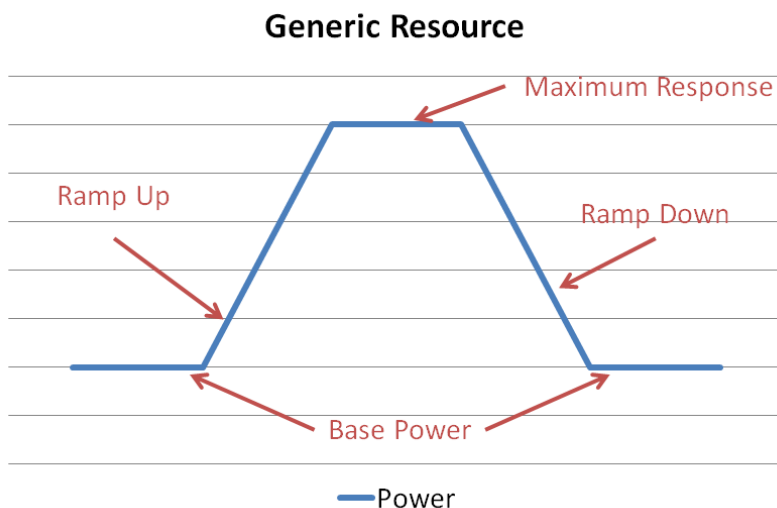 Generic Resource
Maximum Response
Ramp Up
Ramp Down
Base Power
Power